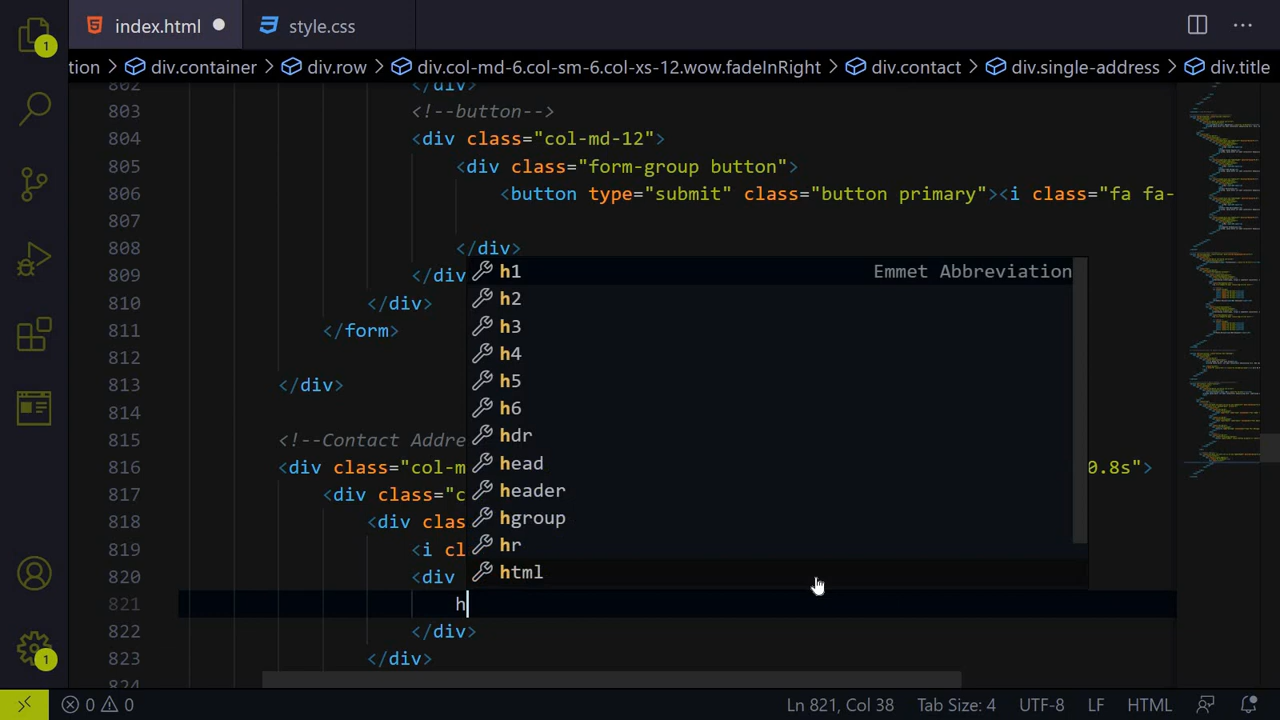 index.html
style.css
1
tion > div.container > div.row > div.col-md-6.col-sm-6.col-xs-12.wow.fadeInRight > div.contact > div.single-address > div.title
802 </div>
803 <!--button-->
804 <div class="col-md-12">
805 <div class="form-group button">
806 <button type="submit" class="button primary"><i class="fa fa-
807
808 </div>
809 </div
810 </div>
811 </form>
812
813 </div>
814
815 <!--Contact Addre
816 <div class="col-m 0.8s">
817 <div class="c
818 <div clas
819 <i cl
820 <div
821 h
822 </div>
823 </div>
824
h1 Emmet Abbreviation
h2
h3
h4
h5
h6
hdr
head
header
hgroup
hr
html
1
0 0 Ln 821, Col 38 Tab Size: 4 UTF-8 LF HTML